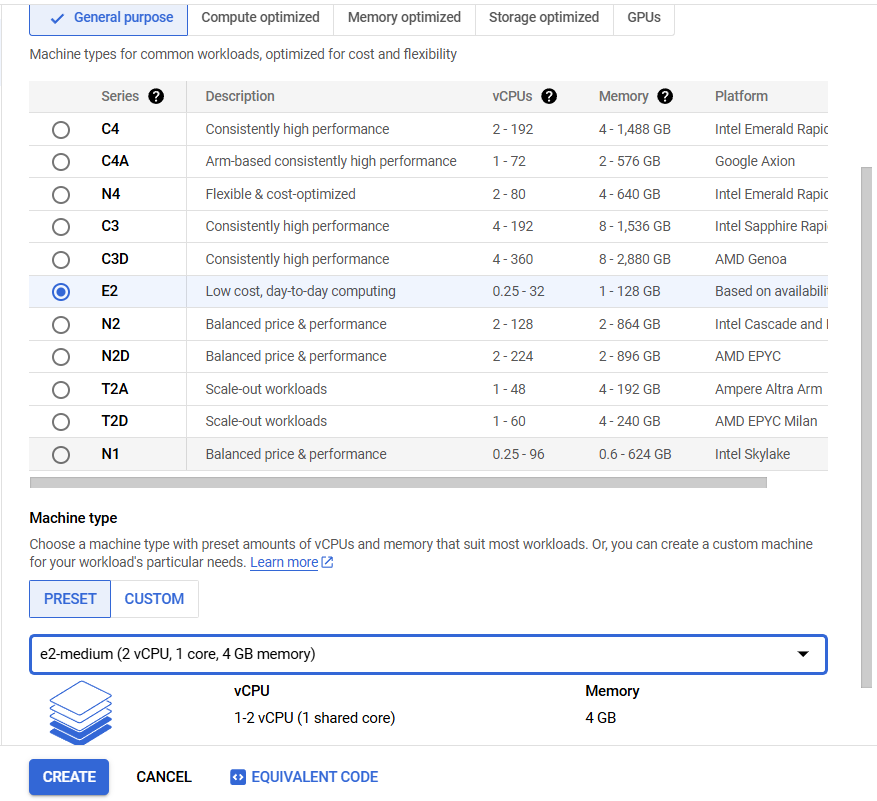 General purpose Compute optimized Memory optimized Storage optimized GPUs
Machine types for common workloads, optimized for cost and flexibility
Series Description vCPUs Memory Platform
C4 Consistently high performance 2 - 192 4 - 1,488 GB Intel Emerald Rapid
C4A Arm-based consistently high performance 1 - 72 2 - 576 GB Google Axion
N4 Flexible & cost-optimized 2 - 80 4 - 640 GB Intel Emerald Rapid
C3 Consistently high performance 4 - 192 8 - 1,536 GB Intel Sapphire Rapi
C3D Consistently high performance 4 - 360 8 - 2,880 GB AMD Genoa
E2 Low cost, day-to-day computing 0.25 - 32 1 - 128 GB Based on availabili
N2 Balanced price & performance 2 - 128 2 - 864 GB Intel Cascade and
N2D Balanced price & performance 2 - 224 2 - 896 GB AMD EPYC
T2A Scale-out workloads 1 - 48 4 - 192 GB Ampere Altra Arm
T2D Scale-out workloads 1 - 60 4 - 240 GB AMD EPYC Milan
N1 Balanced price & performance 0.25 - 96 0.6 - 624 GB Intel Skylake
Machine type
Choose a machine type with preset amounts of vCPUs and memory that suit most workloads. Or, you can create a custom machine
for your workload's particular needs. Learn more
PRESET CUSTOM
e2-medium (2 vCPU, 1 core, 4 GB memory)
vCPU Memory
1-2 vCPU (1 shared core) 4 GB
CREATE CANCEL EQUIVALENT CODE